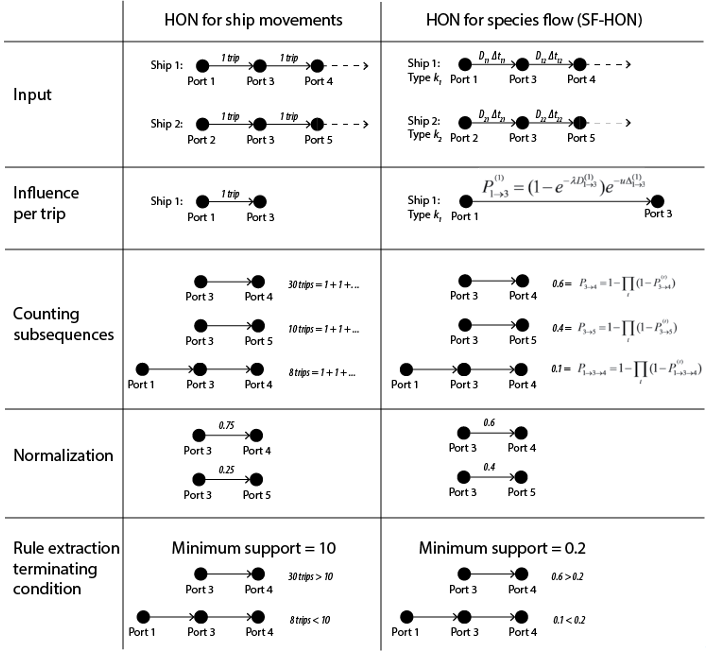 HON for ship movements
HON for species flow (SF-HON)
Input
Ship 1:
1 trip
1 trip
Port 1
Port 3
Port 4
Ship 2:
1 trip
1 trip
Port 2
Port 3
Port 5
Ship 1:
Type k₁
D₁₁ Δt₁₁
D₁₂ Δt₁₂
Port 1
Port 3
Port 4
Ship 2:
Type k₂
D₂₁ Δt₂₁
D₂₂ Δt₂₂
Port 2
Port 3
Port 5
Influence
per trip
Ship 1:
1 trip
Port 1
Port 3
Ship 1:
Type k₁
P₁→₃⁽¹⁾ = (1−e^{−λD₁→₃⁽¹⁾})e^{−uΔ₁→₃⁽¹⁾}
Port 1
Port 3
Counting
subsequences
Port 3
Port 4
30 trips = 1 + 1 + ...
Port 3
Port 5
10 trips = 1 + 1 + ...
Port 1
Port 3
Port 4
8 trips = 1 + 1 + ...
Port 3
Port 4
0.6 = P₃→₄ = 1−∏ᵢ(1−P₃→₄⁽ⁱ⁾)
Port 3
Port 5
0.4 = P₃→₅ = 1−∏ᵢ(1−P₃→₅⁽ⁱ⁾)
Port 1
Port 3
Port 4
0.1 = P₁→₃→₄ = 1−∏ᵢ(1−P₁→₃→₄⁽ⁱ⁾)
Normalization
0.75
Port 3
Port 4
0.25
Port 3
Port 5
0.6
Port 3
Port 4
0.4
Port 3
Port 5
Rule extraction
terminating
condition
Minimum support = 10
Port 3
Port 4
30 trips > 10
Port 1
Port 3
Port 4
8 trips < 10
Minimum support = 0.2
Port 3
Port 4
0.6 > 0.2
Port 1
Port 3
Port 4
0.1 < 0.2